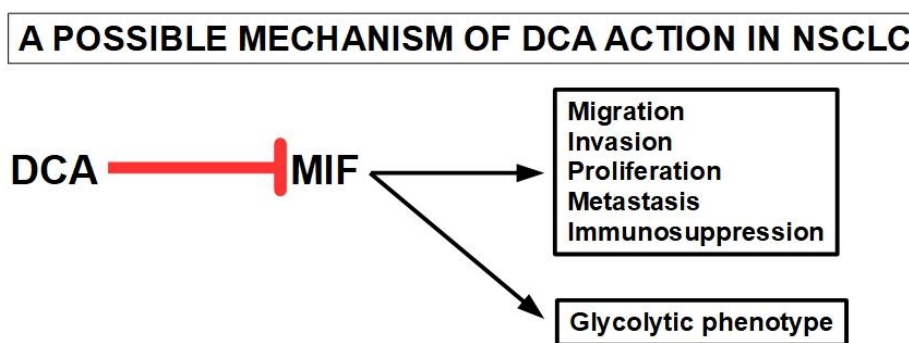 A POSSIBLE MECHANISM OF DCA ACTION IN NSCLC
DCA
MIF
Migration
Invasion
Proliferation
Metastasis
Immunosuppression
Glycolytic phenotype